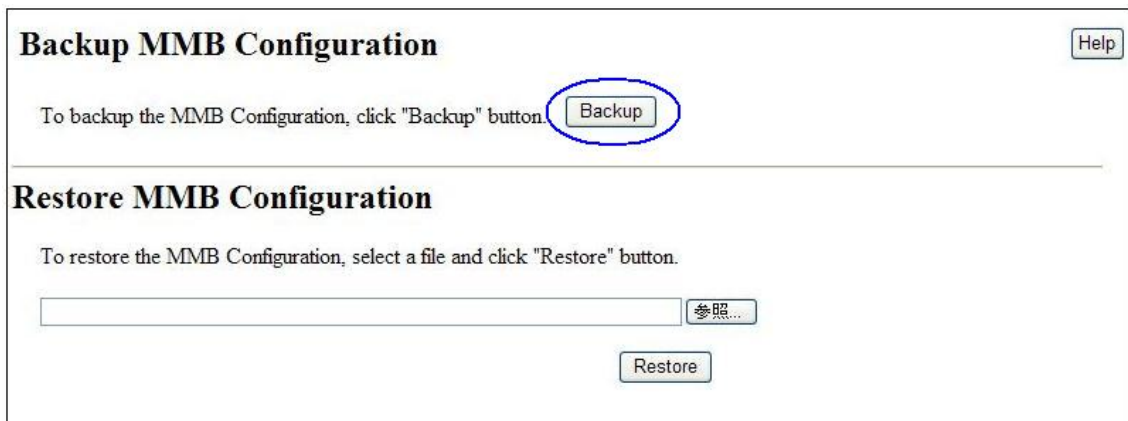 Backup MMB Configuration
Help
To backup the MMB Configuration, click "Backup" button.
Backup
Restore MMB Configuration
To restore the MMB Configuration, select a file and click "Restore" button.
参照...
Restore